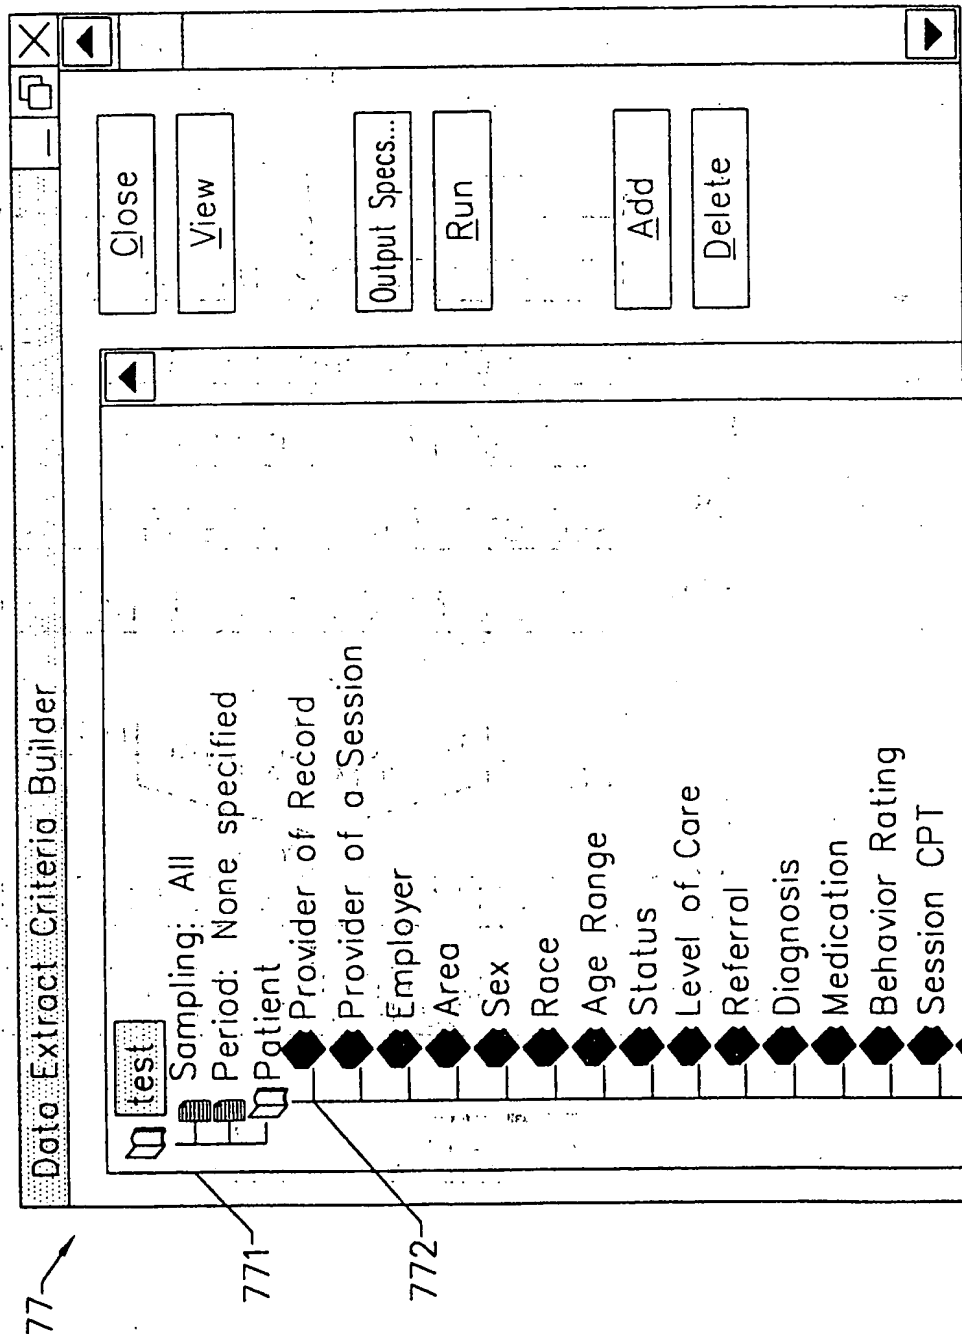 77
Data Extract Criteria Builder
771
772
test
Sampling: All
Period: None specified
Patient
Provider of Record
Provider of a Session
Employer
Area
Sex
Race
Age Range
Status
Level of Care
Referral
Diagnosis
Medication
Behavior Rating
Session CPT
Close
View
Output Specs...
Run
Add
Delete